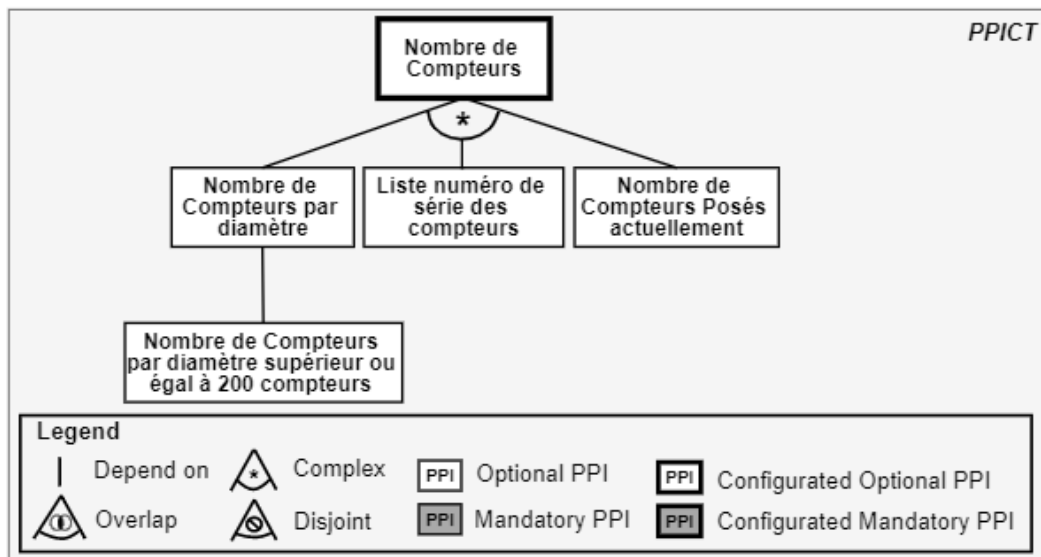 PPICT
Nombre de
Compteurs
*
Nombre de
Compteurs par
diamètre
Liste numéro de
série des
compteurs
Nombre de
Compteurs Posés
actuellement
Nombre de Compteurs
par diamètre supérieur ou
égal à 200 compteurs
Legend
Depend on
* Complex
PPI Optional PPI
PPI Configurated Optional PPI
Overlap
Disjoint
PPI Mandatory PPI
PPI Configurated Mandatory PPI